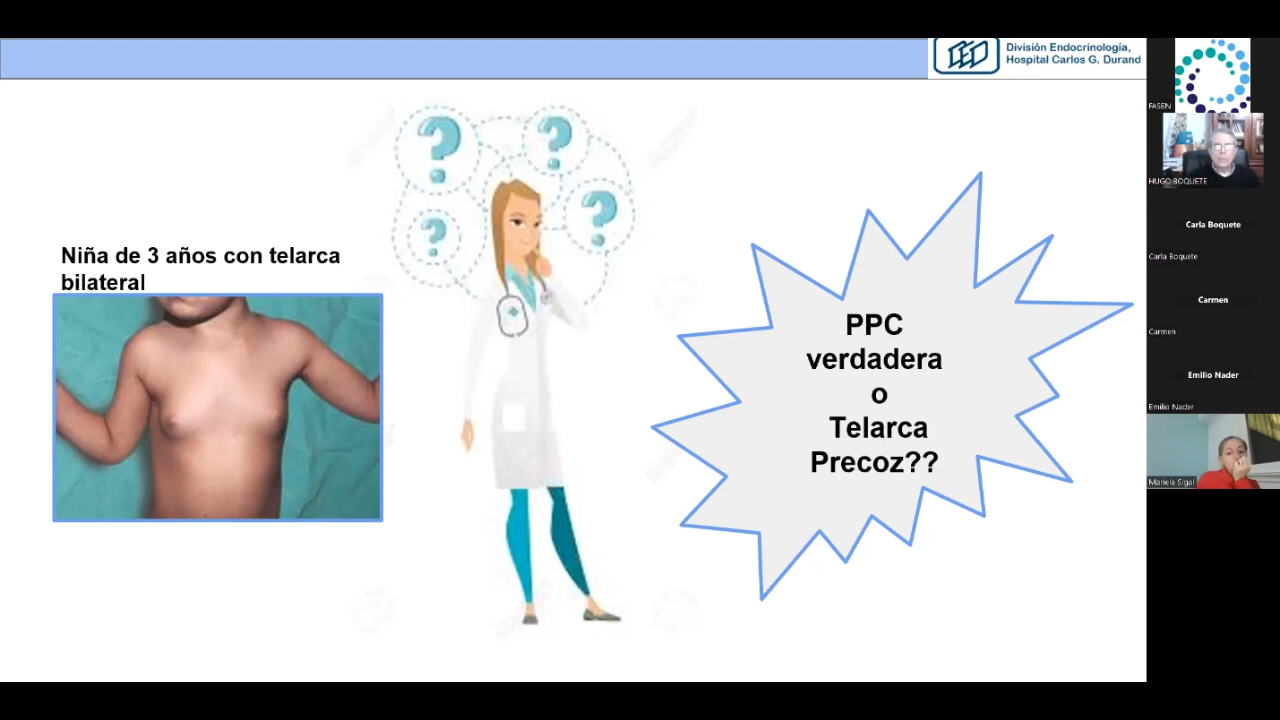 División Endocrinología,
Hospital Carlos G. Durand
Niña de 3 años con telarca
bilateral
? ? ? ?
PPC
verdadera
o
Telarca
Precoz??
FASEN
HUGO BOQUETE
Carla Boquete
Carla Boquete
Carmen
Carmen
Emilio Nader
Emilio Nader
Mariela Sigal